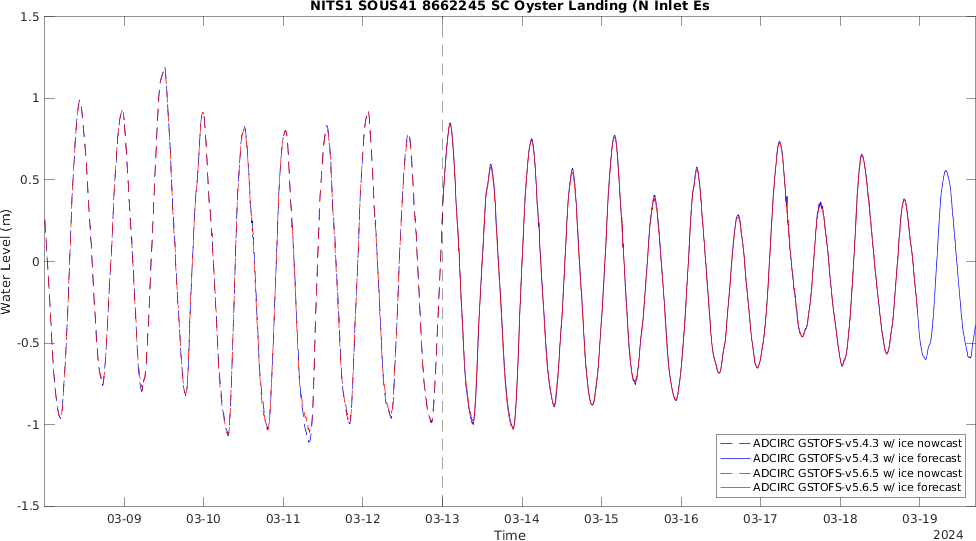 NITS1 SOUS41 8662245 SC Oyster Landing (N Inlet Es
1.5
1
0.5
0
-0.5
-1
-1.5
Water Level (m)
03-09 03-10 03-11 03-12 03-13 03-14 03-15 03-16 03-17 03-18 03-19
Time
2024
ADCIRC GSTOFS-v5.4.3 w/ ice nowcast
ADCIRC GSTOFS-v5.4.3 w/ ice forecast
ADCIRC GSTOFS-v5.6.5 w/ ice nowcast
ADCIRC GSTOFS-v5.6.5 w/ ice forecast